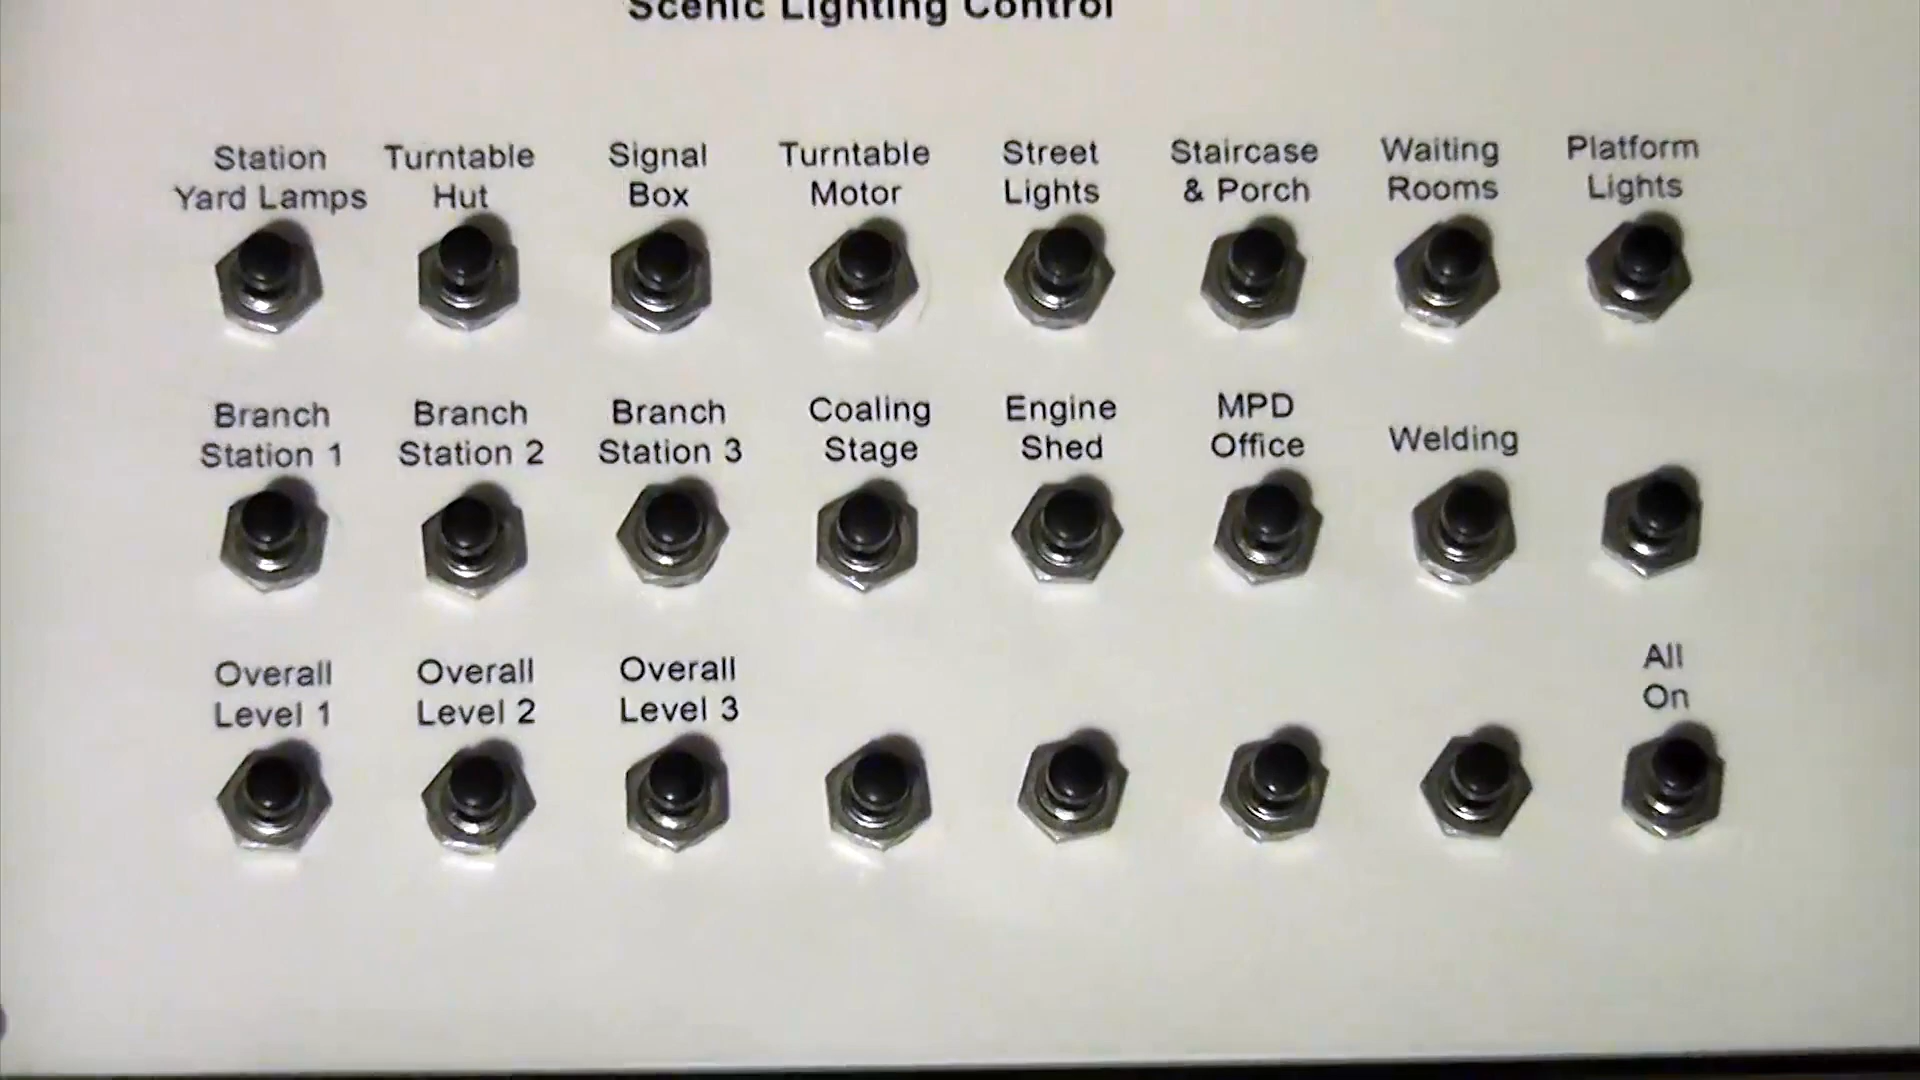 Scenic Lighting Control
Station Turntable Signal Turntable Street Staircase Waiting Platform
Yard Lamps Hut Box Motor Lights & Porch Rooms Lights
Branch Branch Branch Coaling Engine MPD
Station 1 Station 2 Station 3 Stage Shed Office Welding
Overall Overall Overall All
Level 1 Level 2 Level 3 On